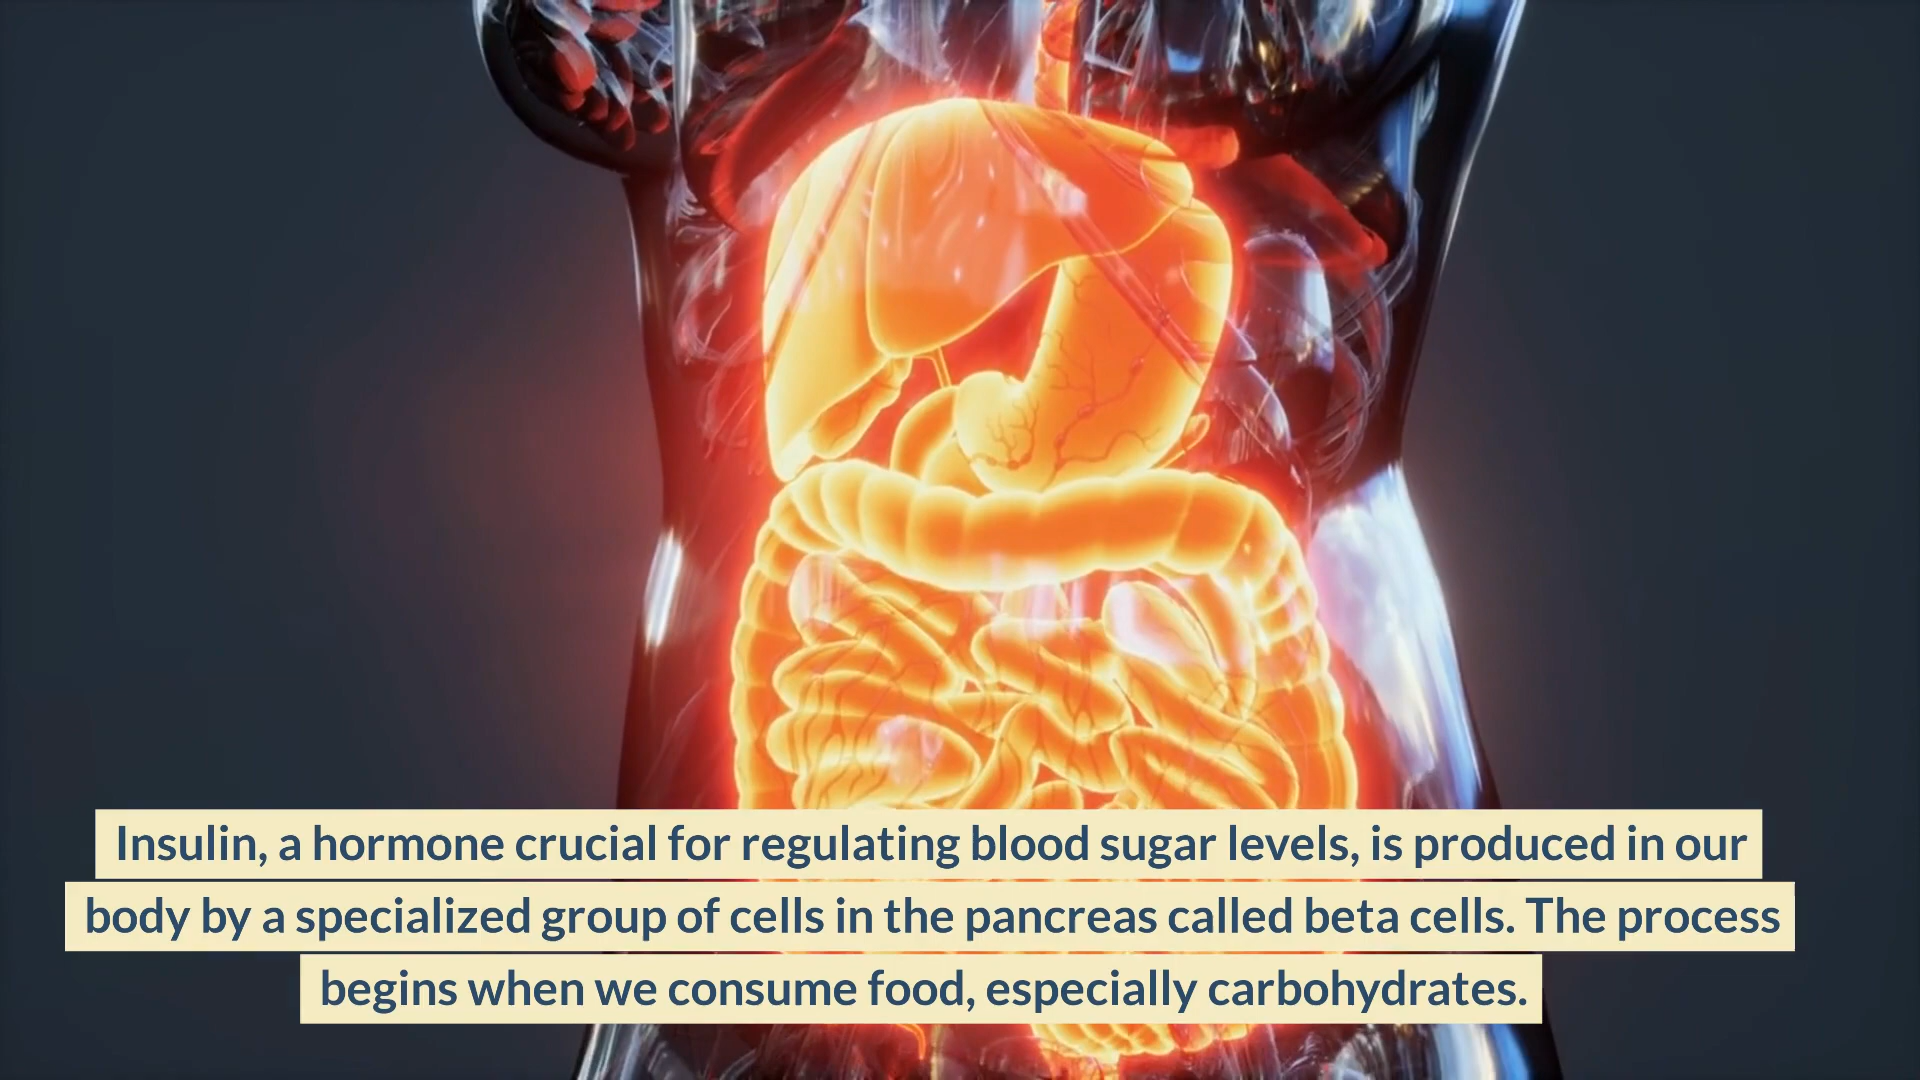 Insulin, a hormone crucial for regulating blood sugar levels, is produced in our
body by a specialized group of cells in the pancreas called beta cells. The process
begins when we consume food, especially carbohydrates.